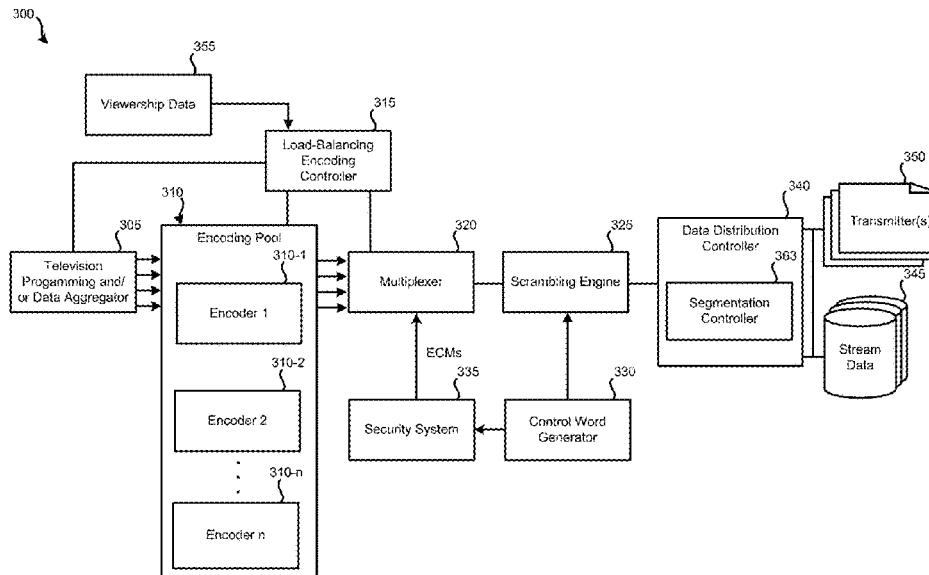 300
355
Viewership Data
315
Load-Balancing
Encoding
Controller
310
305
Television
Progamming and/
or Data Aggregator
Encoding Pool
310-1
Encoder 1
310-2
Encoder 2
310-n
Encoder n
320
Multiplexer
325
Scrambling Engine
340
Data Distribution
Controller
363
Segmentation
Controller
350
Transmitter(s)
345
Stream
Data
ECMs
335
Security System
330
Control Word
Generator